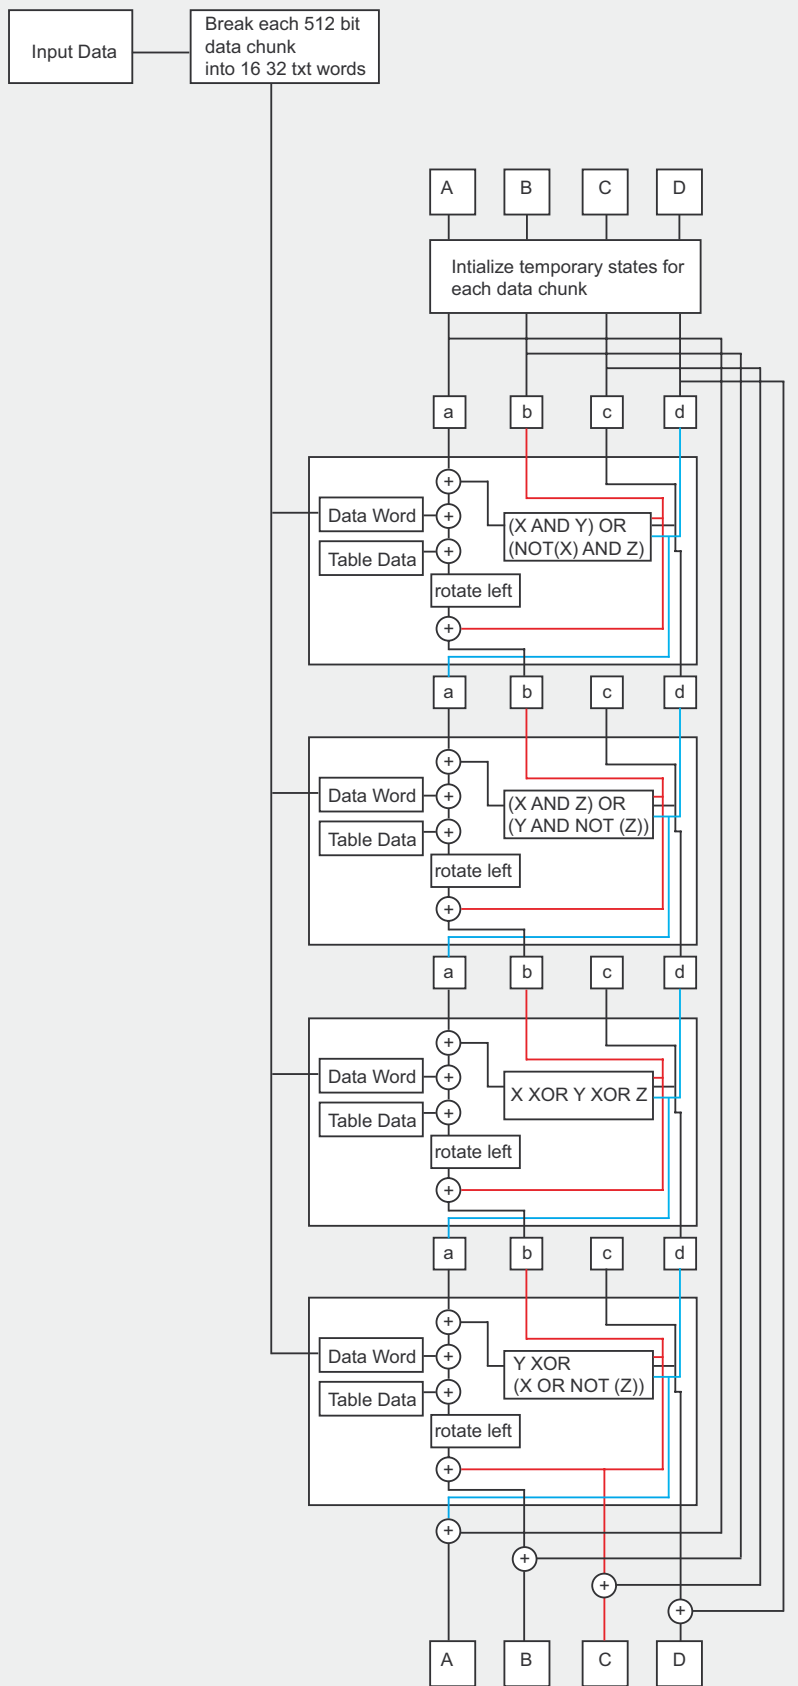 Input Data
Break each 512 bit
data chunk
into 16 32 txt words
A B C D
Intialize temporary states for
each data chunk
a b c d
+
Data Word +
(X AND Y) OR
(NOT(X) AND Z)
Table Data +
rotate left
+
a b c d
+
Data Word +
(X AND Z) OR
(Y AND NOT (Z))
Table Data +
rotate left
+
a b c d
+
Data Word +
X XOR Y XOR Z
Table Data +
rotate left
+
a b c d
+
Data Word +
Y XOR
(X OR NOT (Z))
Table Data +
rotate left
+
+
+
+
+
A B C D